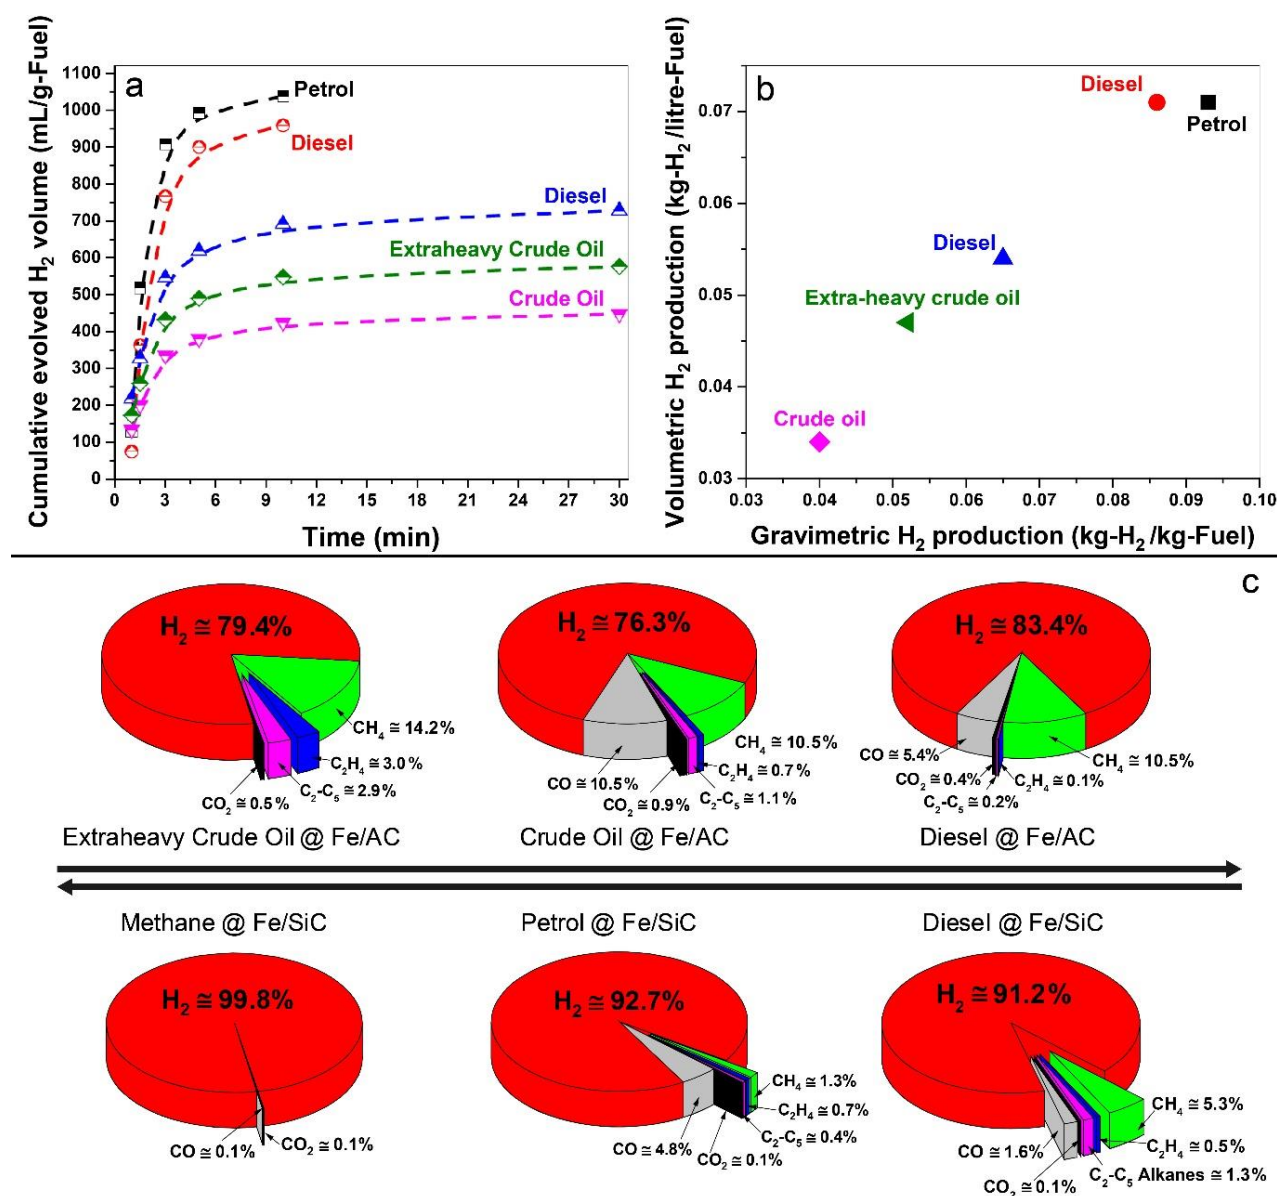 a
Cumulative evolved H₂ volume (mL/g-Fuel)
1100
1000
900
800
700
600
500
400
300
200
100
0
Petrol
Diesel
Diesel
Extraheavy Crude Oil
Crude Oil
0 3 6 9 12 15 18 21 24 27 30
Time (min)
b
Volumetric H₂ production (kg-H₂/litre-Fuel)
0.07
0.06
0.05
0.04
0.03
Diesel
Petrol
Diesel
Extra-heavy crude oil
Crude oil
0.03 0.04 0.05 0.06 0.07 0.08 0.09 0.10
Gravimetric H₂ production (kg-H₂/kg-Fuel)
c
H₂ ≅ 79.4%
CH₄ ≅ 14.2%
C₂H₄ ≅ 3.0%
C₂-C₅ ≅ 2.9%
CO₂ ≅ 0.5%
Extraheavy Crude Oil @ Fe/AC
H₂ ≅ 76.3%
CH₄ ≅ 10.5%
C₂H₄ ≅ 0.7%
C₂-C₅ ≅ 1.1%
CO₂ ≅ 0.9%
CO ≅ 10.5%
Crude Oil @ Fe/AC
H₂ ≅ 83.4%
CO ≅ 5.4%
CH₄ ≅ 10.5%
CO₂ ≅ 0.4%
C₂H₄ ≅ 0.1%
C₂-C₅ ≅ 0.2%
Diesel @ Fe/AC
Methane @ Fe/SiC
H₂ ≅ 99.8%
CO ≅ 0.1%
CO₂ ≅ 0.1%
Petrol @ Fe/SiC
H₂ ≅ 92.7%
CH₄ ≅ 1.3%
C₂H₄ ≅ 0.7%
C₂-C₅ ≅ 0.4%
CO₂ ≅ 0.1%
CO ≅ 4.8%
Diesel @ Fe/SiC
H₂ ≅ 91.2%
CH₄ ≅ 5.3%
C₂H₄ ≅ 0.5%
C₂-C₅ Alkanes ≅ 1.3%
CO ≅ 1.6%
CO₂ ≅ 0.1%